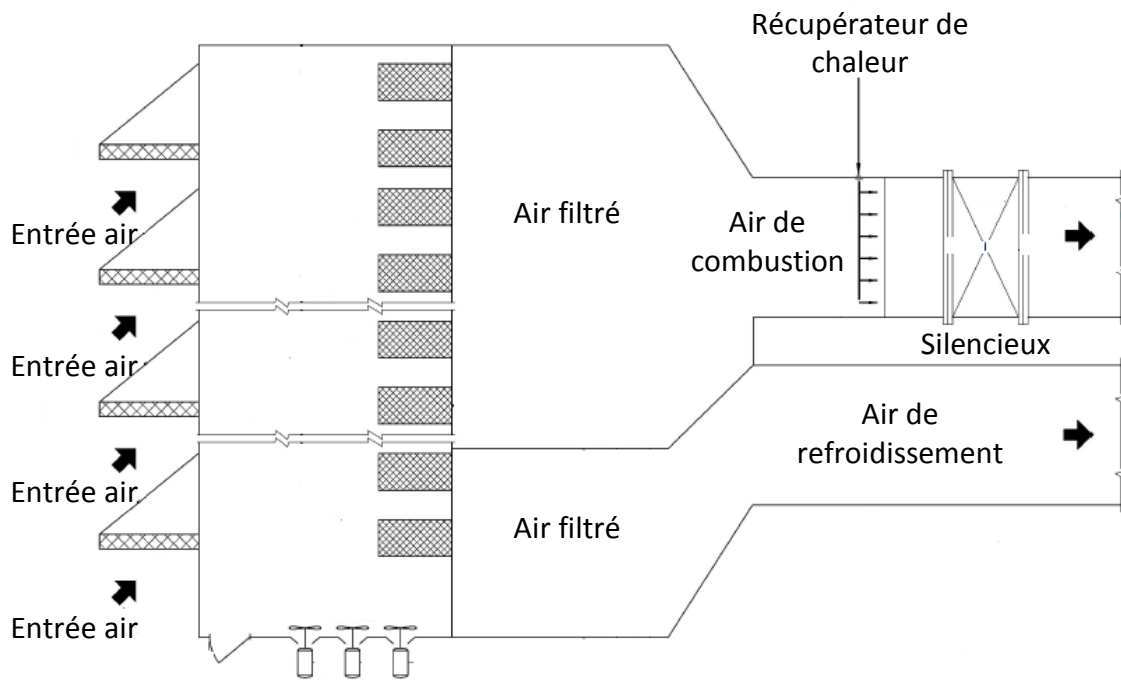 Récupérateur de
chaleur
Air filtré
Air de
combustion
Entrée air
Silencieux
Entrée air
Air de
refroidissement
Entrée air
Air filtré
Entrée air